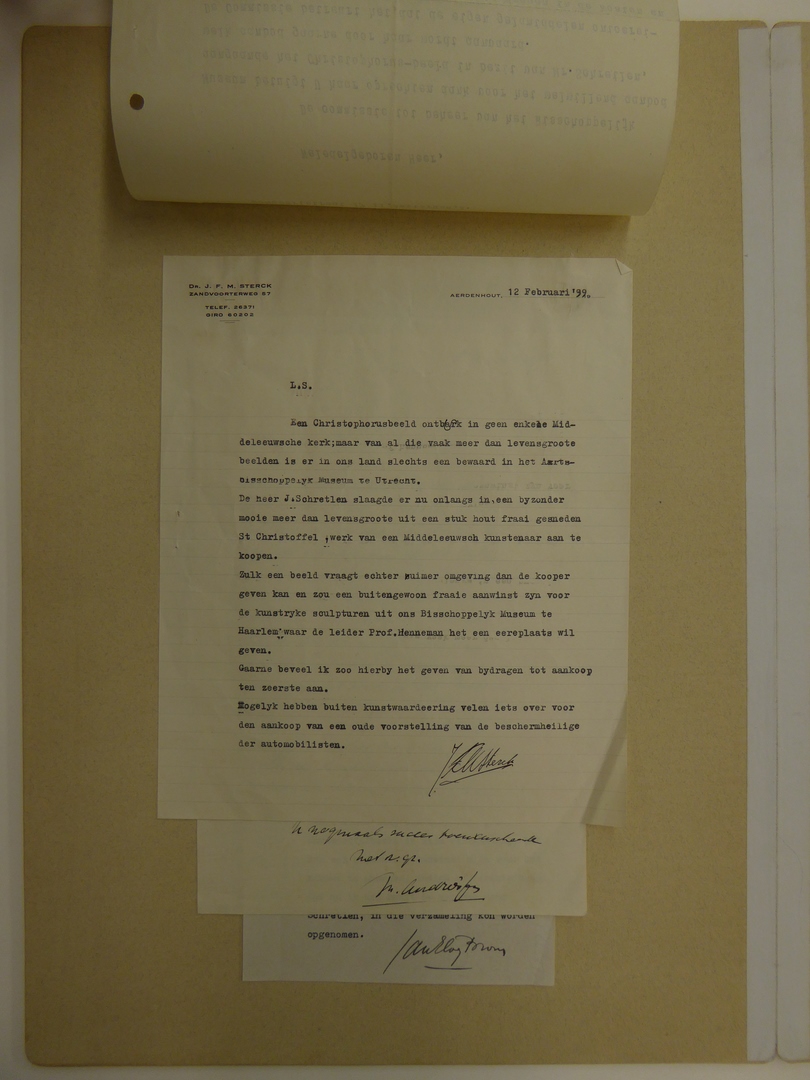 DR. J. F. M. STERCK
ZANDVOORTERWEG 57
TELEF. 26371
GIRO 60202
AERDENHOUT, 12 Februari '39.
L.S.
Een Christophorusbeeld ontbrak in geen enkele Mid-
deleeuwsche kerk;maar van al die vaak meer dan levensgroote
beelden is er in ons land slechts een bewaard in het Aarts-
bisschoppelyk Museum te Utrecht.
De heer J.Schretlen slaagde er nu onlangs in, een byzonder
mooie meer dan levensgroote uit een stuk hout fraai gesneden
St Christoffel ,werk van een Middeleeuwsch kunstenaar aan te
koopen.
Zulk een beeld vraagt echter ruimer omgeving dan de kooper
geven kan en zou een buitengewoon fraaie aanwinst zyn voor
de kunstryke sculpturen uit ons Bisschoppelyk Museum te
Haarlem waar de leider Prof.Henneman het een eereplaats wil
geven.
Gaarne beveel ik zoo hierby het geven van bydragen tot aankoop
ten zeerste aan.
Mogelyk hebben buiten kunstwaardeering velen iets over voor
den aankoop van een oude voorstelling van de beschermheilige
der automobilisten.
Sterck
U nogmaals succes toewenschende
Schretlen, in die verzameling kon worden
opgenomen.